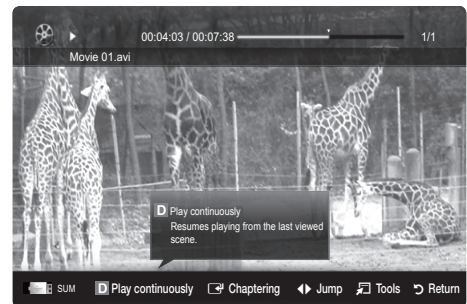 00:04:03 / 00:07:38
1/1
Movie 01.avi
D Play continuously
Resumes playing from the last viewed
scene.
SUM
D Play continuously
Chaptering
Jump
Tools
Return